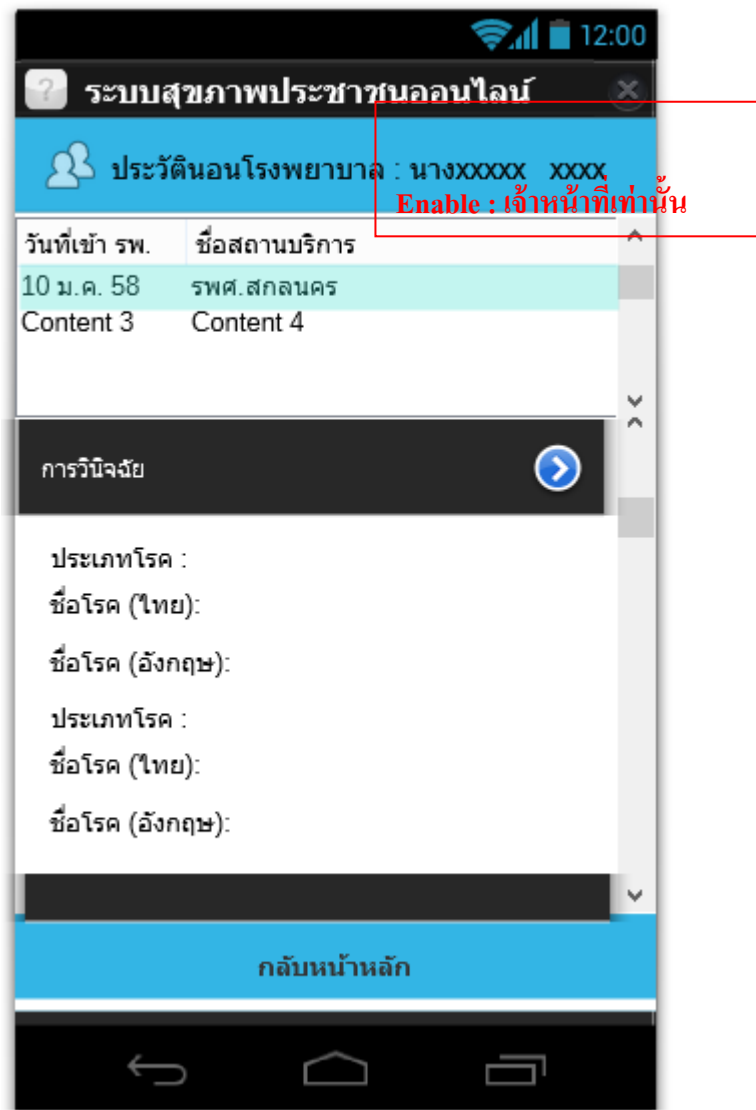 12:00
ระบบสุขภาพประชาชนออนไลน์
ประวัตินอนโรงพยาบาล : นางxxxxx xxxx
Enable : เจ้าหน้าที่เท่านั้น
วันที่เข้า รพ. ชื่อสถานบริการ
10 ม.ค. 58 รพศ.สกลนคร
Content 3 Content 4
การวินิจฉัย
ประเภทโรค :
ชื่อโรค (ไทย):
ชื่อโรค (อังกฤษ):
ประเภทโรค :
ชื่อโรค (ไทย):
ชื่อโรค (อังกฤษ):
กลับหน้าหลัก